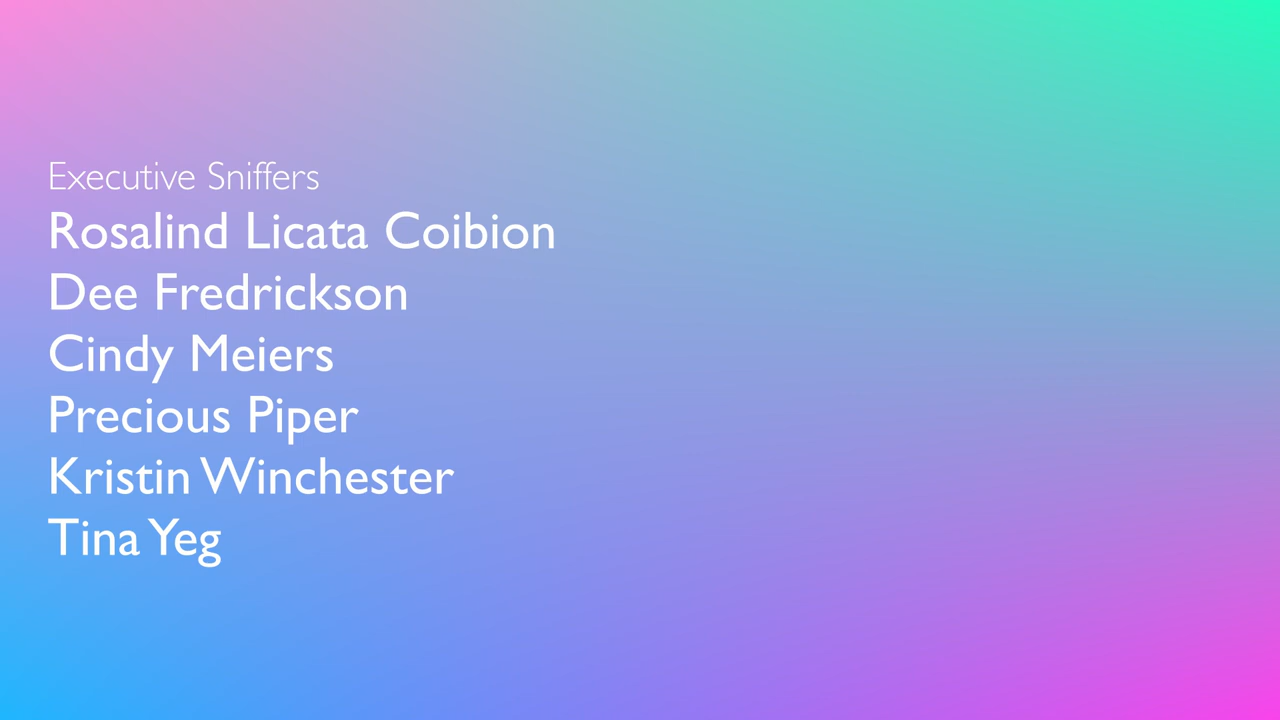 Executive Sniffers
Rosalind Licata Coibion
Dee Fredrickson
Cindy Meiers
Precious Piper
Kristin Winchester
Tina Yeg